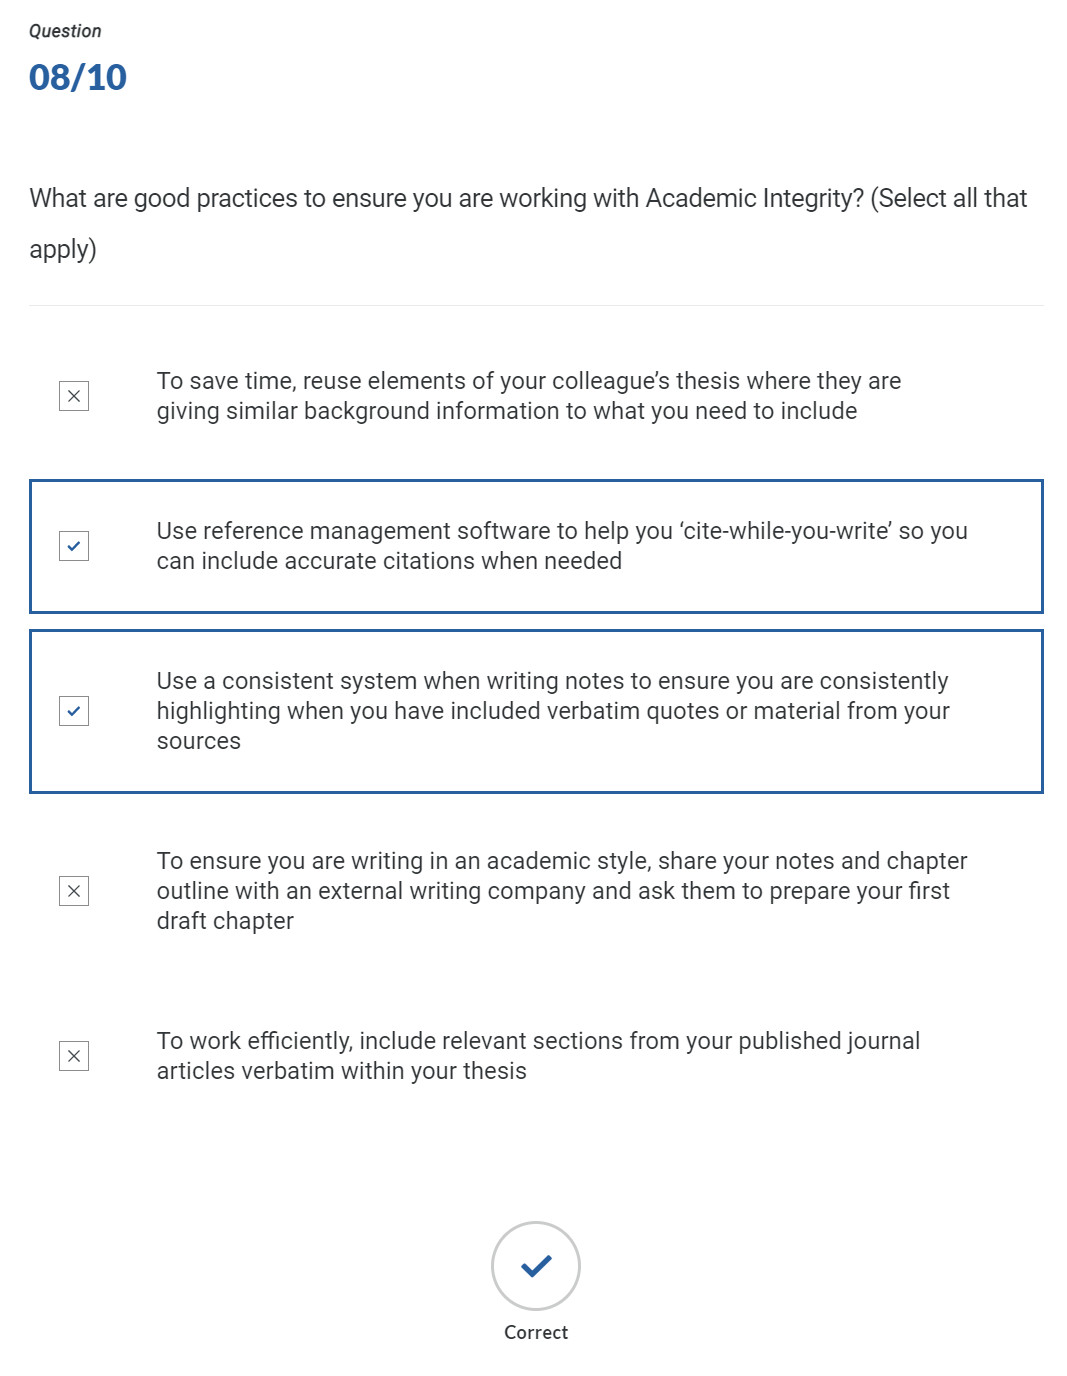 Question
08/10
What are good practices to ensure you are working with Academic Integrity? (Select all that
apply)
To save time, reuse elements of your colleague’s thesis where they are
giving similar background information to what you need to include
Use reference management software to help you ‘cite-while-you-write’ so you
can include accurate citations when needed
Use a consistent system when writing notes to ensure you are consistently
highlighting when you have included verbatim quotes or material from your
sources
To ensure you are writing in an academic style, share your notes and chapter
outline with an external writing company and ask them to prepare your first
draft chapter
To work efficiently, include relevant sections from your published journal
articles verbatim within your thesis
Correct